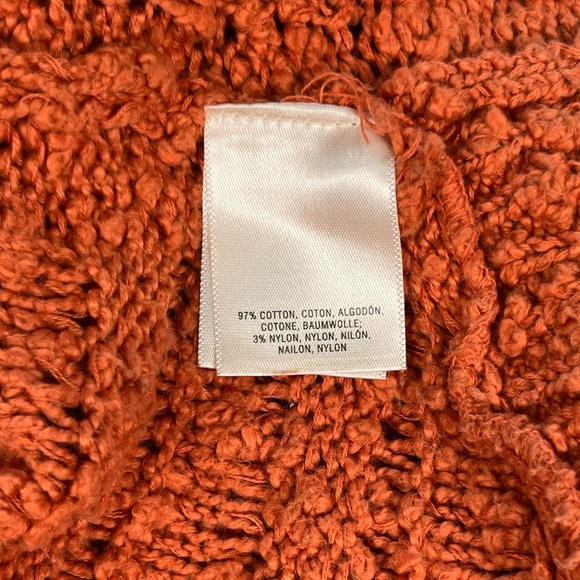 97% COTTON, COTON, ALGODÓN,
COTONE, BAUMWOLLE;
3% NYLON, NYLON, NILÓN,
NAILON, NYLON